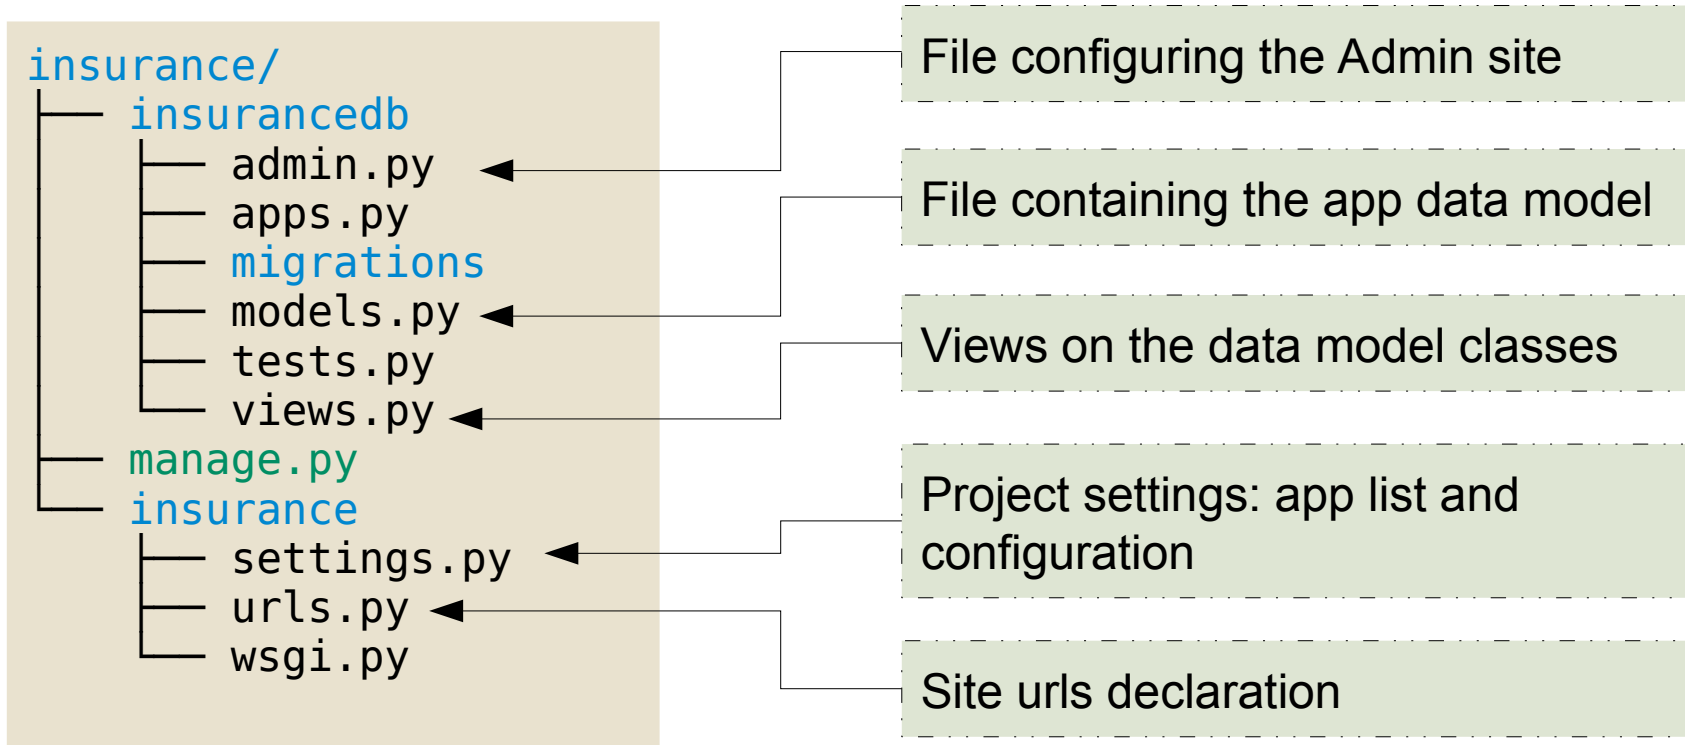 insurance/
insurancedb
admin.py
apps.py
migrations
models.py
tests.py
views.py
manage.py
insurance
settings.py
urls.py
wsgi.py
File configuring the Admin site
File containing the app data model
Views on the data model classes
Project settings: app list and
configuration
Site urls declaration